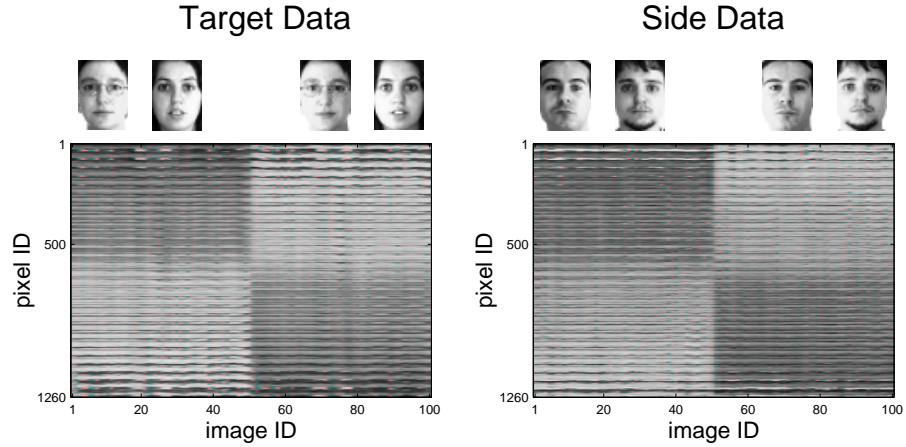 Target Data
Side Data
1
500
1260
pixel ID
1 20 40 60 80 100
image ID
1
500
1260
pixel ID
1 20 40 60 80 100
image ID